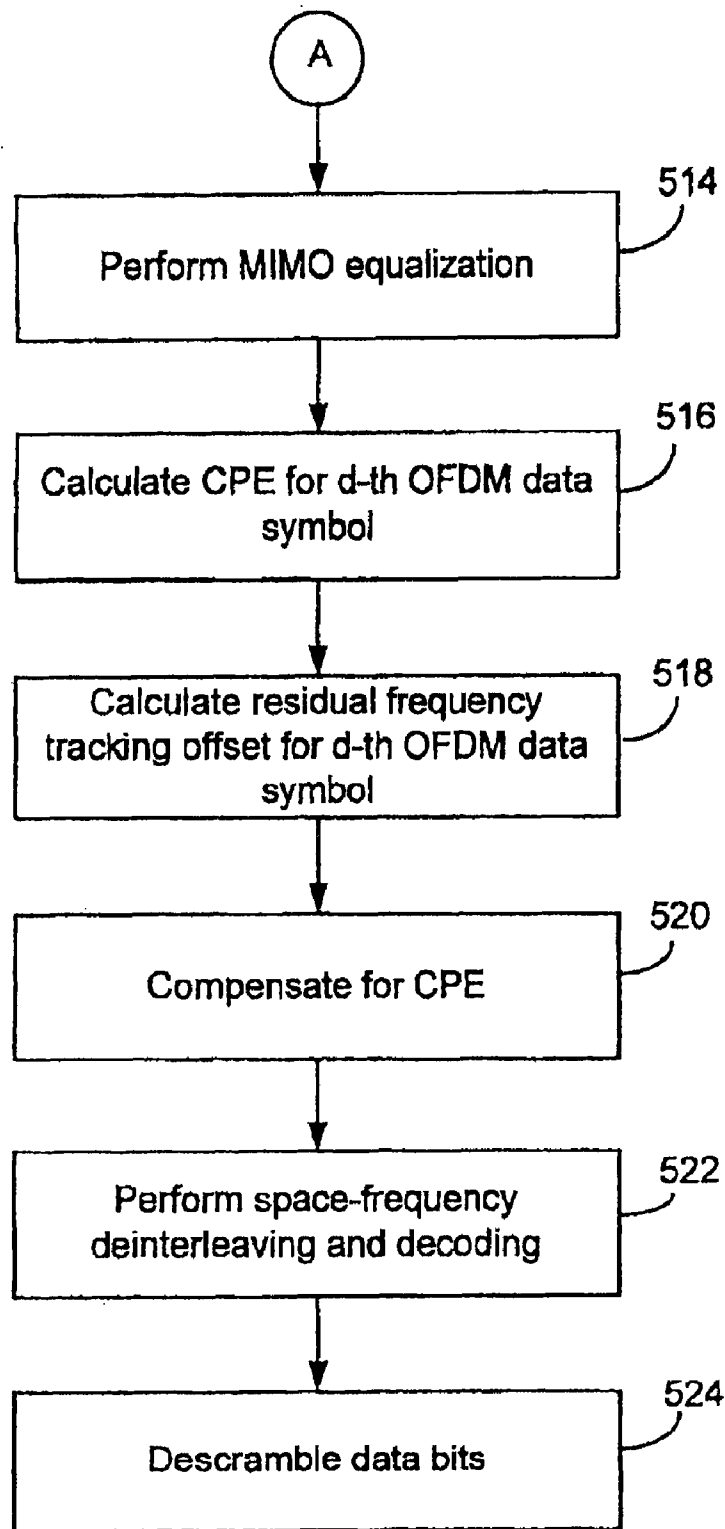 A
514
Perform MIMO equalization
516
Calculate CPE for d-th OFDM data
symbol
518
Calculate residual frequency
tracking offset for d-th OFDM data
symbol
520
Compensate for CPE
522
Perform space-frequency
deinterleaving and decoding
524
Descramble data bits